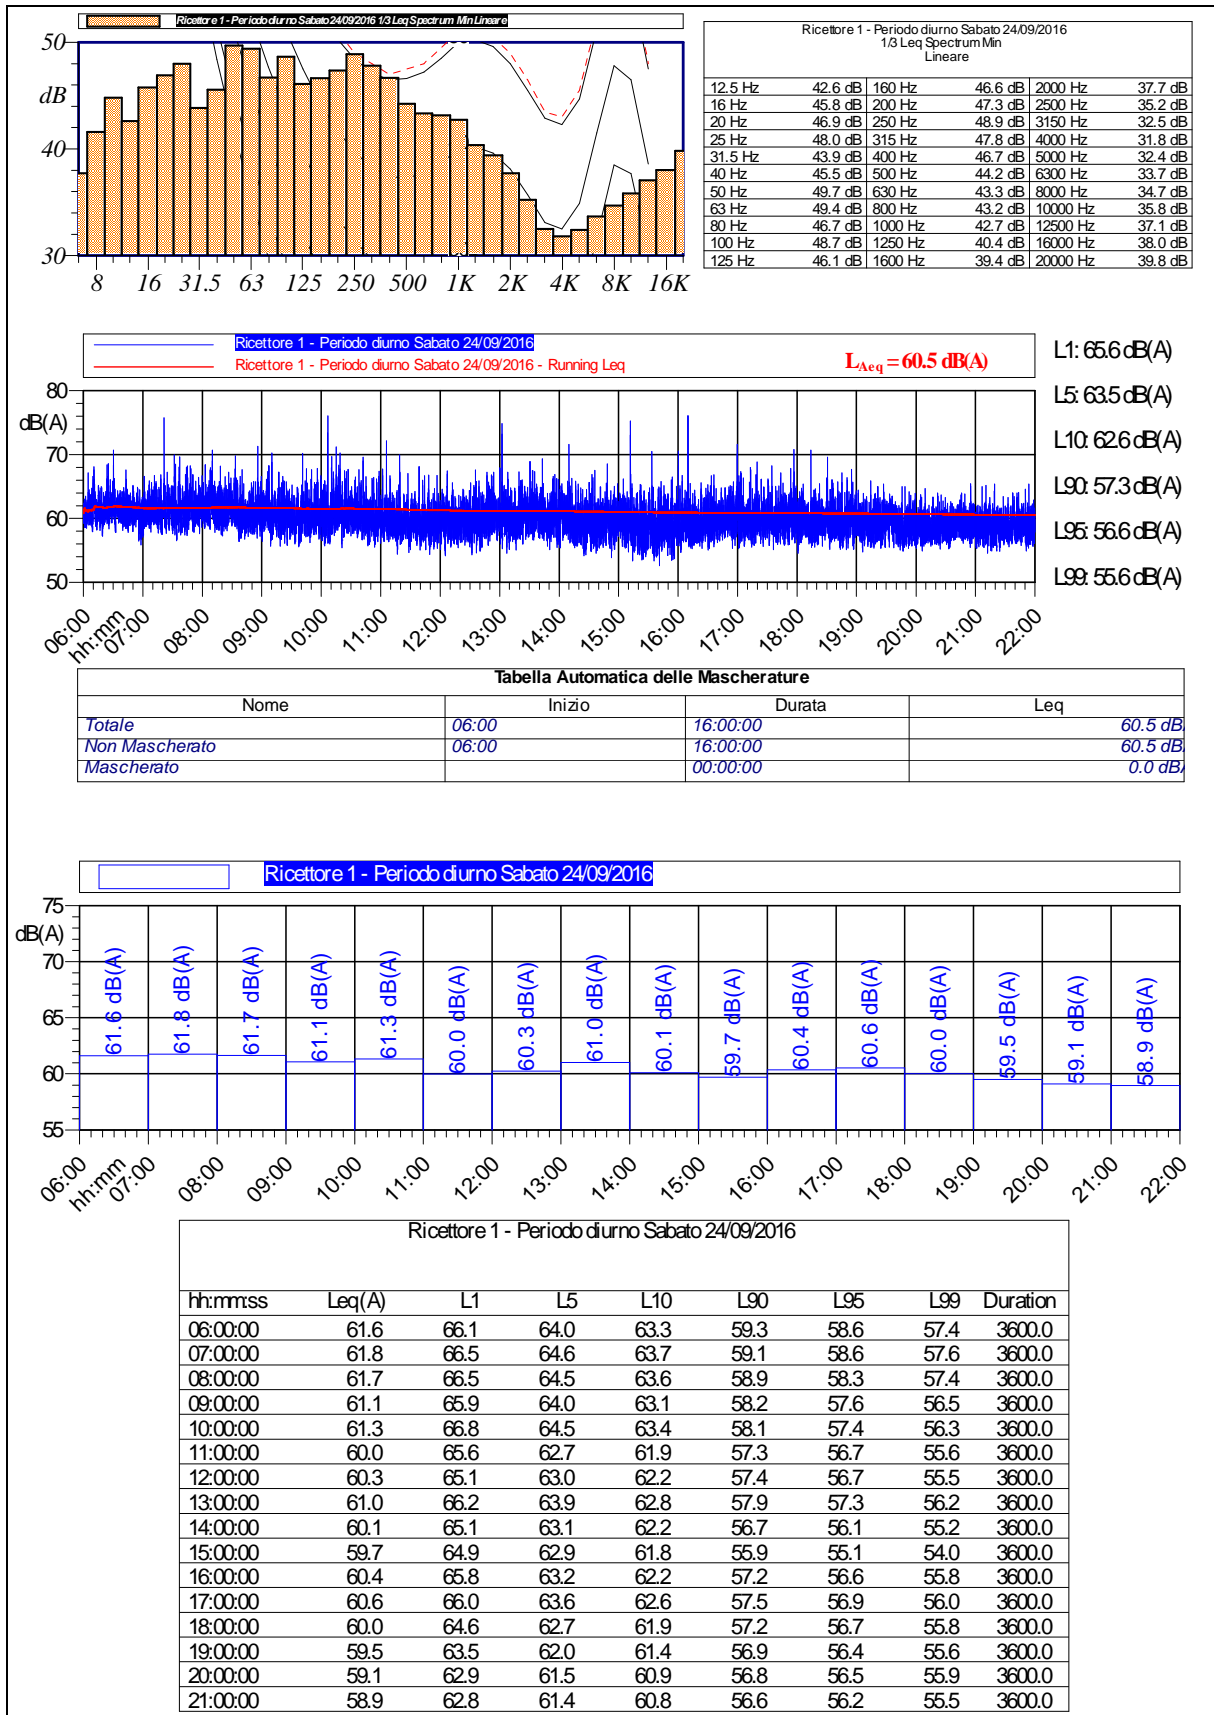 Ricettore 1 - Periodo diurno Sabato 24/09/2016 1/3 Leq Spectrum Min Lineare
50
dB
40
30
8 16 31.5 63 125 250 500 1K 2K 4K 8K 16K
Ricettore 1 - Periodo diurno Sabato 24/09/2016
1/3 Leq Spectrum Min
Lineare
12.5 Hz 42.6 dB 160 Hz 46.6 dB 2000 Hz 37.7 dB
16 Hz 45.8 dB 200 Hz 47.3 dB 2500 Hz 35.2 dB
20 Hz 46.9 dB 250 Hz 48.9 dB 3150 Hz 32.5 dB
25 Hz 48.0 dB 315 Hz 47.8 dB 4000 Hz 31.8 dB
31.5 Hz 43.9 dB 400 Hz 46.7 dB 5000 Hz 32.4 dB
40 Hz 45.5 dB 500 Hz 44.2 dB 6300 Hz 33.7 dB
50 Hz 49.7 dB 630 Hz 43.3 dB 8000 Hz 34.7 dB
63 Hz 49.4 dB 800 Hz 43.2 dB 10000 Hz 35.8 dB
80 Hz 46.7 dB 1000 Hz 42.7 dB 12500 Hz 37.1 dB
100 Hz 48.7 dB 1250 Hz 40.4 dB 16000 Hz 38.0 dB
125 Hz 46.1 dB 1600 Hz 39.4 dB 20000 Hz 39.8 dB
Ricettore 1 - Periodo diurno Sabato 24/09/2016
Ricettore 1 - Periodo diurno Sabato 24/09/2016 - Running Leq
LAeq = 60.5 dB(A)
80
dB(A)
70
60
50
06:00 07:00 08:00 09:00 10:00 11:00 12:00 13:00 14:00 15:00 16:00 17:00 18:00 19:00 20:00 21:00 22:00
hh:mm
L1: 65.6 dB(A)
L5: 63.5 dB(A)
L10: 62.6 dB(A)
L90: 57.3 dB(A)
L95: 56.6 dB(A)
L99: 55.6 dB(A)
Tabella Automatica delle Mascherature
Nome Inizio Durata Leq
Totale 06:00 16:00:00 60.5 dB
Non Mascherato 06:00 16:00:00 60.5 dB
Mascherato 00:00:00 0.0 dB
Ricettore 1 - Periodo diurno Sabato 24/09/2016
75
dB(A)
70
65
60
55
61.6 dB(A)
61.8 dB(A)
61.7 dB(A)
61.1 dB(A)
61.3 dB(A)
60.0 dB(A)
60.3 dB(A)
61.0 dB(A)
60.1 dB(A)
59.7 dB(A)
60.4 dB(A)
60.6 dB(A)
60.0 dB(A)
59.5 dB(A)
59.1 dB(A)
58.9 dB(A)
06:00 07:00 08:00 09:00 10:00 11:00 12:00 13:00 14:00 15:00 16:00 17:00 18:00 19:00 20:00 21:00 22:00
hh:mm
Ricettore 1 - Periodo diurno Sabato 24/09/2016
hh:mm:ss Leq(A) L1 L5 L10 L90 L95 L99 Duration
06:00:00 61.6 66.1 64.0 63.3 59.3 58.6 57.4 3600.0
07:00:00 61.8 66.5 64.6 63.7 59.1 58.6 57.6 3600.0
08:00:00 61.7 66.5 64.5 63.6 58.9 58.3 57.4 3600.0
09:00:00 61.1 65.9 64.0 63.1 58.2 57.6 56.5 3600.0
10:00:00 61.3 66.8 64.5 63.4 58.1 57.4 56.3 3600.0
11:00:00 60.0 65.6 62.7 61.9 57.3 56.7 55.6 3600.0
12:00:00 60.3 65.1 63.0 62.2 57.4 56.7 55.5 3600.0
13:00:00 61.0 66.2 63.9 62.8 57.9 57.3 56.2 3600.0
14:00:00 60.1 65.1 63.1 62.2 56.7 56.1 55.2 3600.0
15:00:00 59.7 64.9 62.9 61.8 55.9 55.1 54.0 3600.0
16:00:00 60.4 65.8 63.2 62.2 57.2 56.6 55.8 3600.0
17:00:00 60.6 66.0 63.6 62.6 57.5 56.9 56.0 3600.0
18:00:00 60.0 64.6 62.7 61.9 57.2 56.7 55.8 3600.0
19:00:00 59.5 63.5 62.0 61.4 56.9 56.4 55.6 3600.0
20:00:00 59.1 62.9 61.5 60.9 56.8 56.5 55.9 3600.0
21:00:00 58.9 62.8 61.4 60.8 56.6 56.2 55.5 3600.0